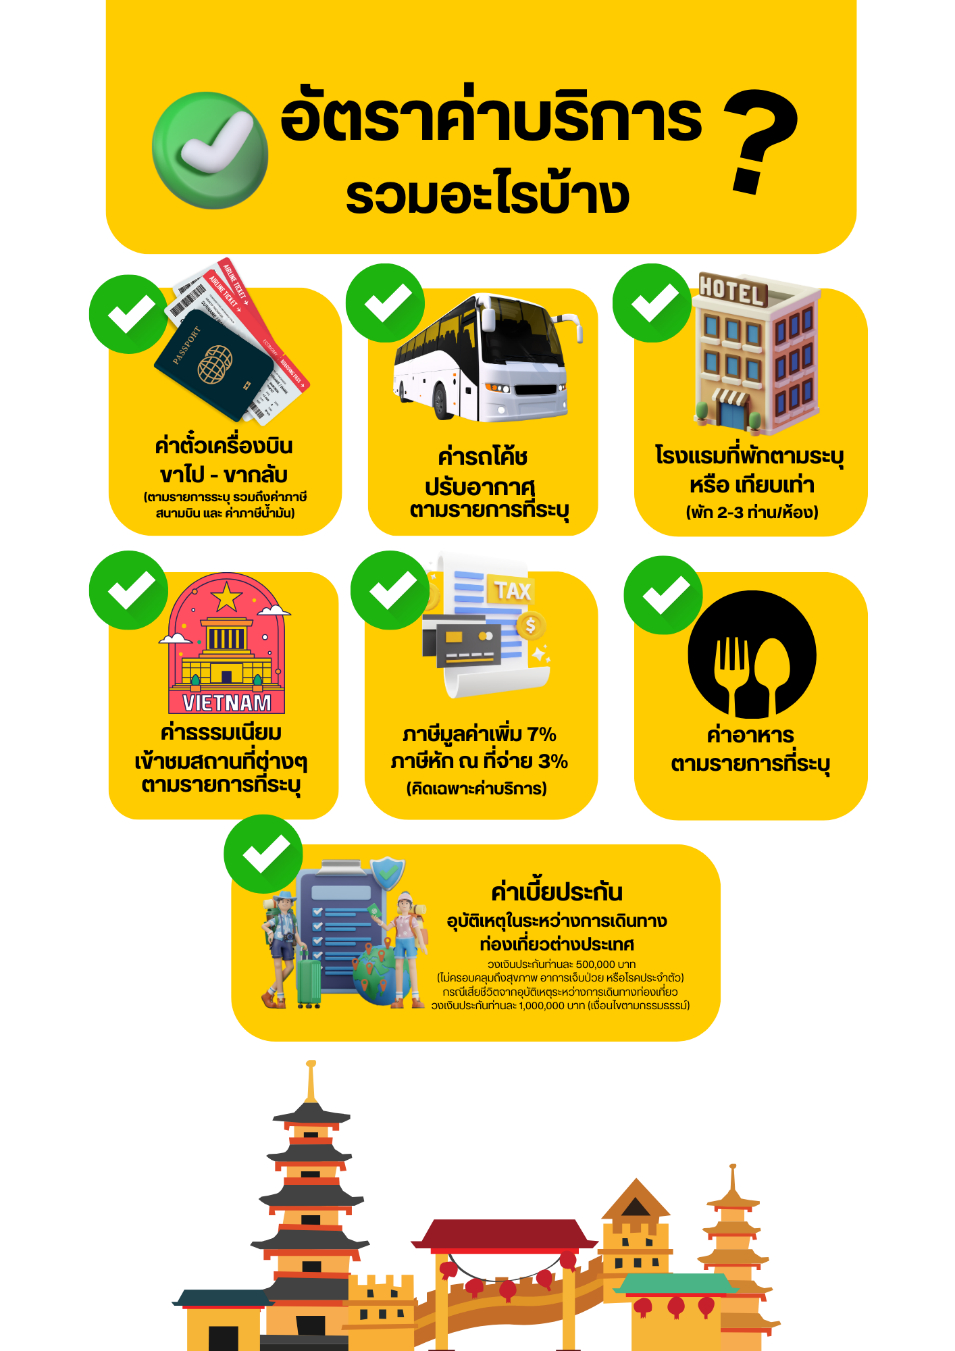 อัตราค่าบริการ ?
รวมอะไรบ้าง
AIRLINE TICKET
AIRLINE TICKET
ECONOMY
BOARDING PASS
PASSPORT
ค่าตั๋วเครื่องบิน
ขาไป - ขากลับ
(ตามรายการระบุ รวมถึงค่าภาษี
สนามบิน และ ค่าภาษีน้ำมัน)
ค่ารถโค้ช
ปรับอากาศ
ตามรายการที่ระบุ
HOTEL
โรงแรมที่พักตามระบุ
หรือ เทียบเท่า
(พัก 2-3 ท่าน/ห้อง)
VIETNAM
ค่าธรรมเนียม
เข้าชมสถานที่ต่างๆ
ตามรายการที่ระบุ
TAX
$
ภาษีมูลค่าเพิ่ม 7%
ภาษีหัก ณ ที่จ่าย 3%
(คิดเฉพาะค่าบริการ)
ค่าอาหาร
ตามรายการที่ระบุ
ค่าเบี้ยประกัน
อุบัติเหตุในระหว่างการเดินทาง
ท่องเที่ยวต่างประเทศ
วงเงินประกันท่านละ 500,000 บาท
(ไม่ครอบคลุมถึงสุขภาพ อาการเจ็บป่วย หรือโรคประจำตัว)
กรณีเสียชีวิตจากอุบัติเหตุระหว่างการเดินทางท่องเที่ยว
วงเงินประกันท่านละ 1,000,000 บาท (เงื่อนไขตามกรมธรรม์)